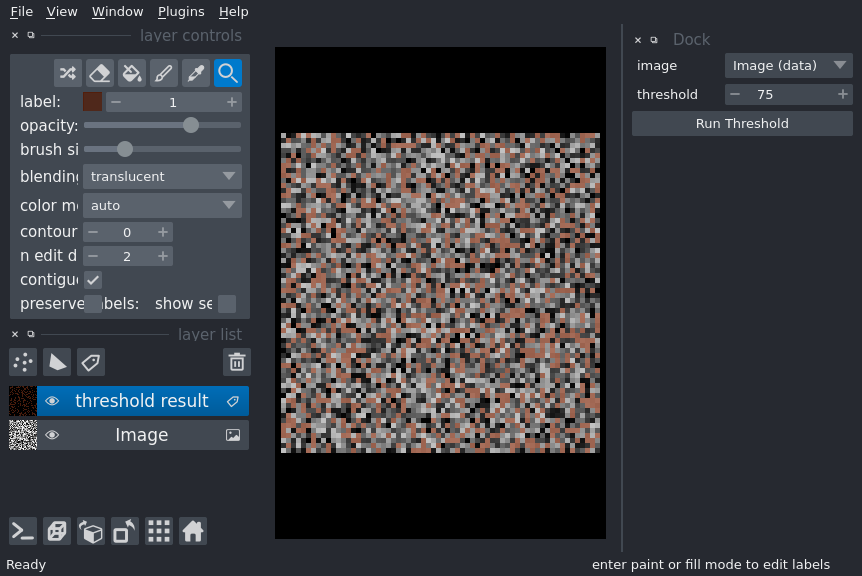 File View Window Plugins Help
layer controls
label: 1
opacity:
brush si
blending translucent
color m auto
contour 0
n edit d 2
contigu
preserve abels: show se
layer list
threshold result
Image
Dock
image Image (data)
threshold 75
Run Threshold
Ready
enter paint or fill mode to edit labels